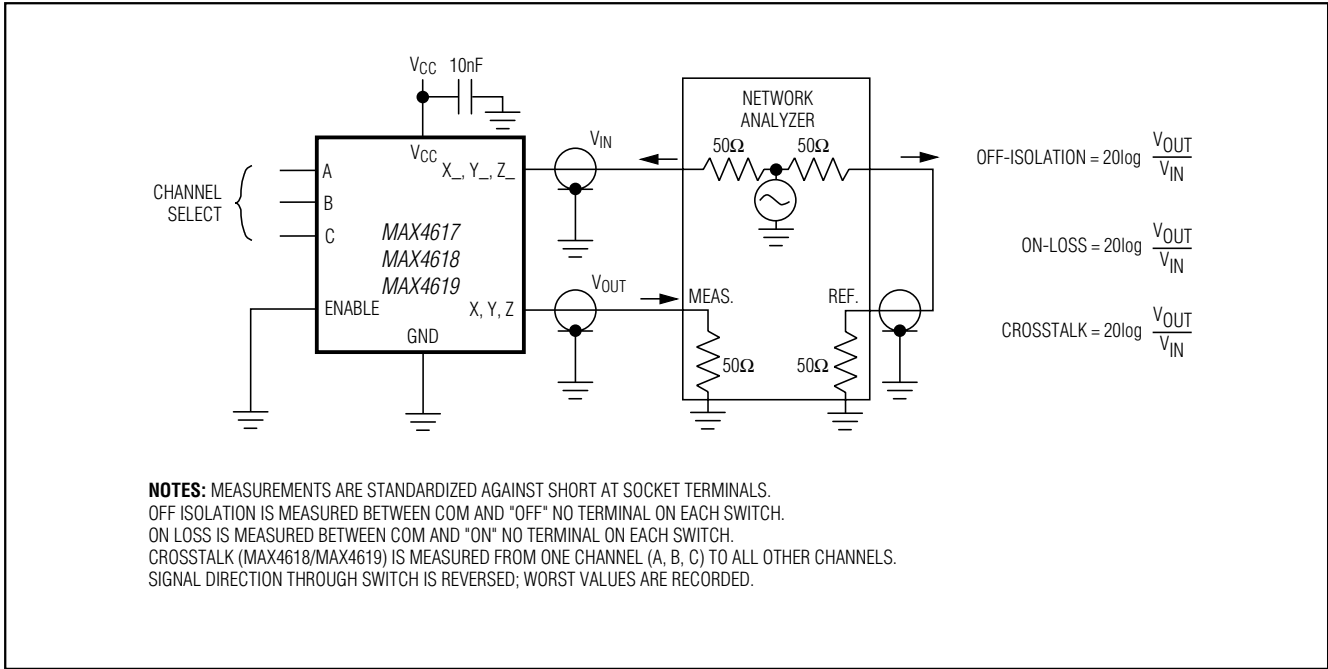 VCC 10nF
NETWORK
ANALYZER
50Ω 50Ω
VIN
VCC
X_, Y_, Z_
OFF-ISOLATION = 20log VOUT
VIN
CHANNEL
SELECT
A
B
C
MAX4617
MAX4618
MAX4619
ON-LOSS = 20log VOUT
VIN
VOUT
MEAS.
REF.
ENABLE
X, Y, Z
GND
CROSSTALK = 20log VOUT
VIN
50Ω
50Ω
NOTES: MEASUREMENTS ARE STANDARDIZED AGAINST SHORT AT SOCKET TERMINALS.
OFF ISOLATION IS MEASURED BETWEEN COM AND "OFF" NO TERMINAL ON EACH SWITCH.
ON LOSS IS MEASURED BETWEEN COM AND "ON" NO TERMINAL ON EACH SWITCH.
CROSSTALK (MAX4618/MAX4619) IS MEASURED FROM ONE CHANNEL (A, B, C) TO ALL OTHER CHANNELS.
SIGNAL DIRECTION THROUGH SWITCH IS REVERSED; WORST VALUES ARE RECORDED.